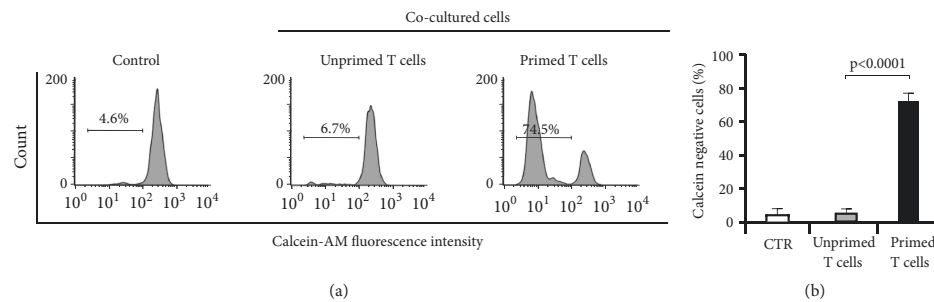 Co-cultured cells
Control
Unprimed T cells
Primed T cells
Count
200
0
4.6%
10^0 10^1 10^2 10^3 10^4
200
0
6.7%
10^0 10^1 10^2 10^3 10^4
200
0
74.5%
10^0 10^1 10^2 10^3 10^4
Calcein-AM fluorescence intensity
(a)
Calcein negative cells (%)
100
80
60
40
20
0
p<0.0001
CTR
Unprimed
T cells
Primed
T cells
(b)